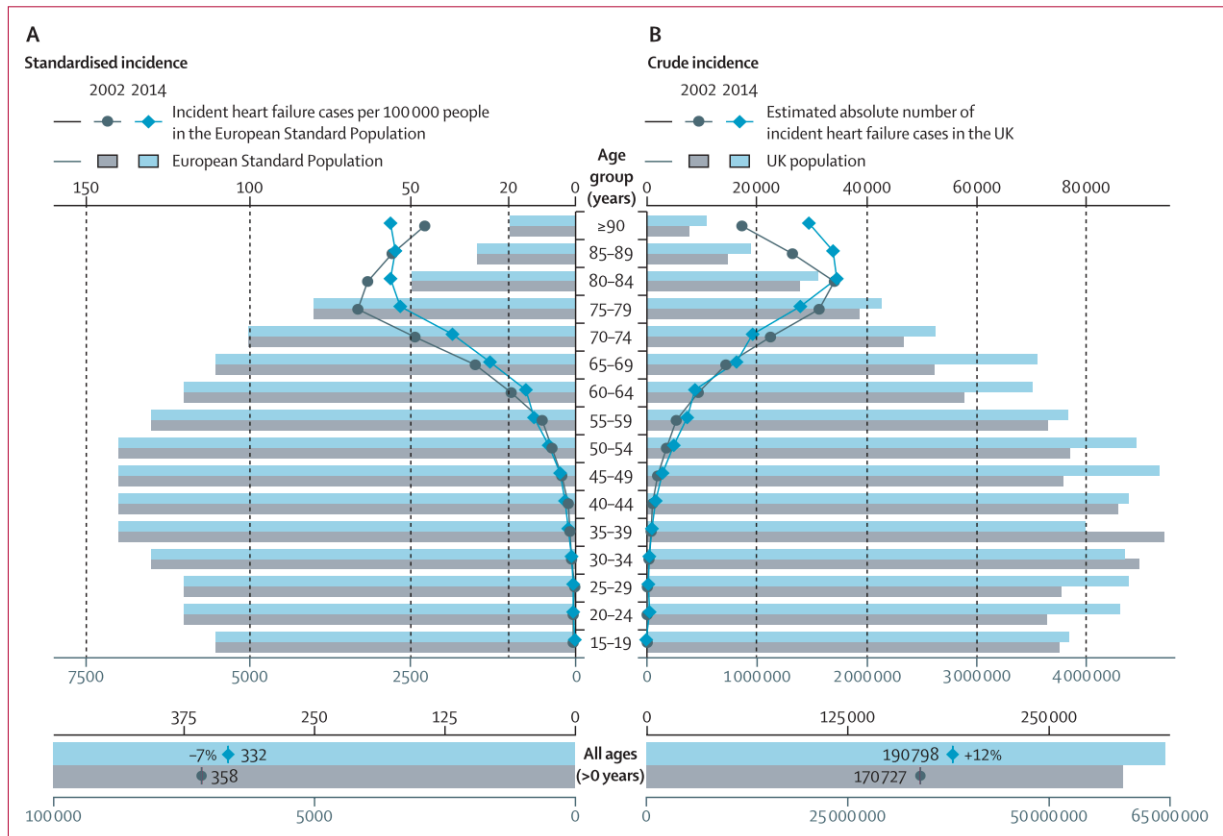 A
Standardised incidence
2002 2014
Incident heart failure cases per 100 000 people
in the European Standard Population
European Standard Population
B
Crude incidence
2002 2014
Estimated absolute number of
incident heart failure cases in the UK
UK population
Age
group
(years)
150 100 50 20 0
0 20 000 40 000 60 000 80 000
≥90
85–89
80–84
75–79
70–74
65–69
60–64
55–59
50–54
45–49
40–44
35–39
30–34
25–29
20–24
15–19
7500 5000 2500 0
0 1 000 000 2 000 000 3 000 000 4 000 000
375 250 125 0
0 125 000 250 000
–7% 332
358
All ages
(>0 years)
190 798 +12%
170 727
100 000 5000 0
0 25 000 000 50 000 000 65 000 000